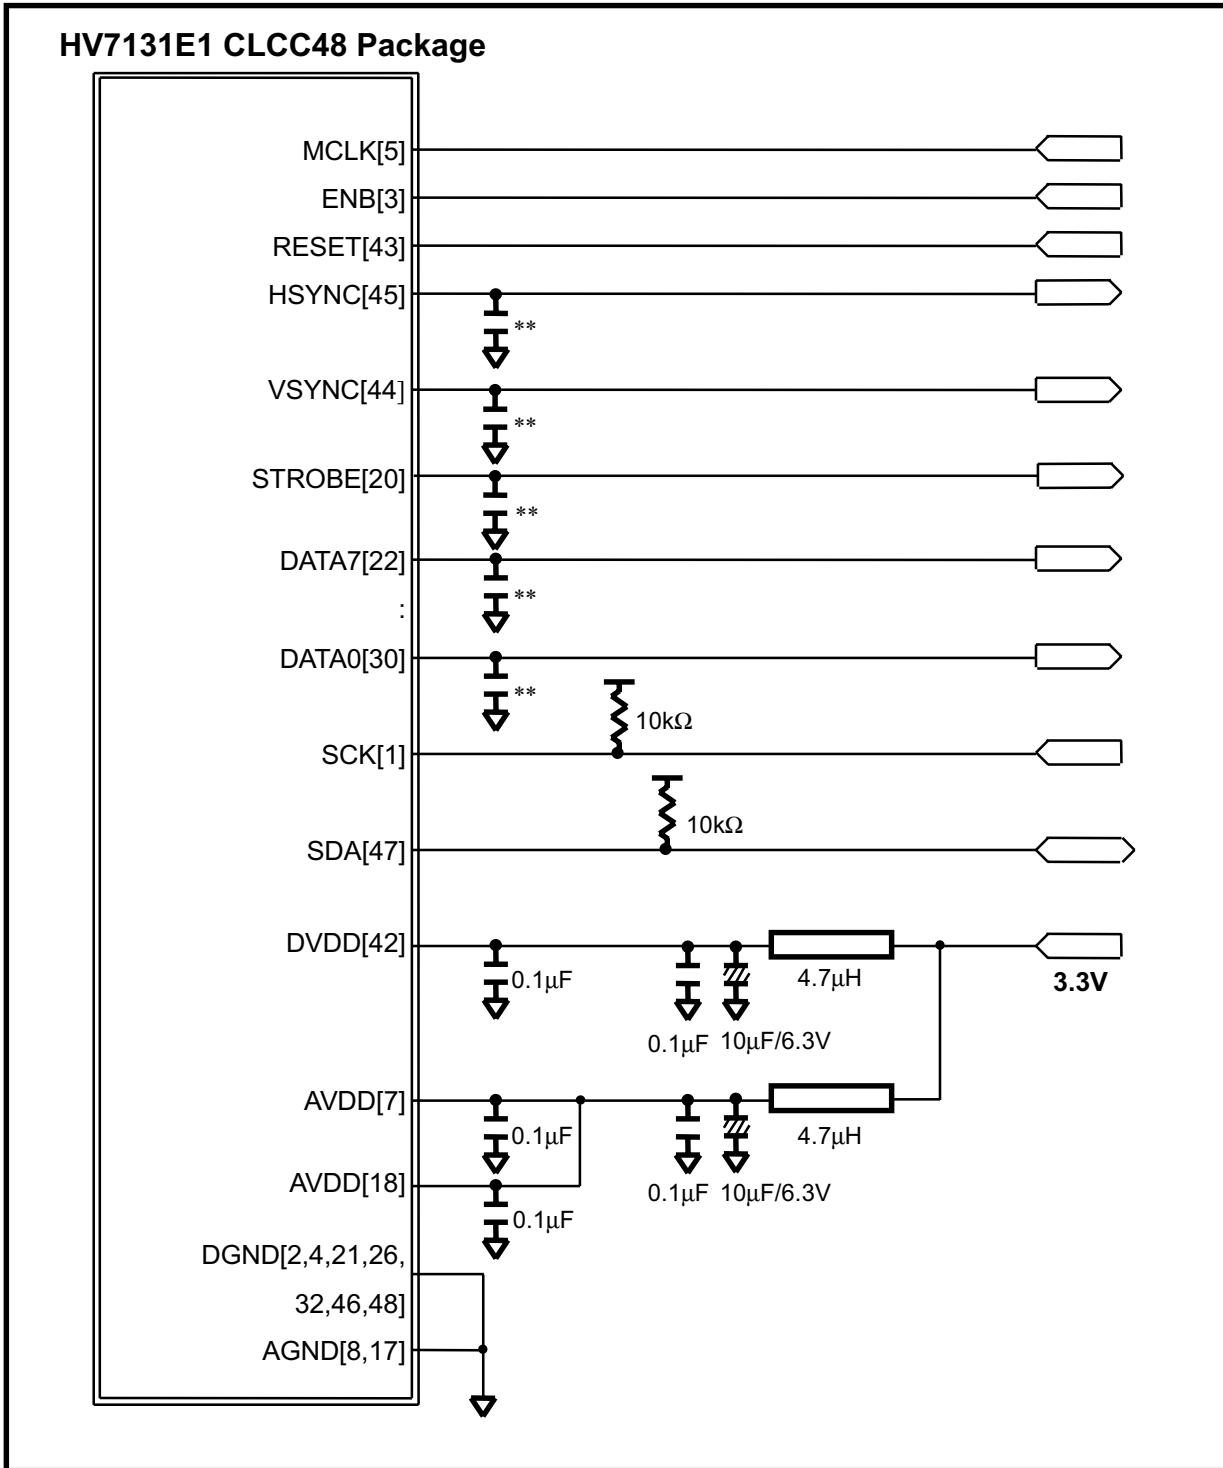 HV7131E1 CLCC48 Package
MCLK[5]
ENB[3]
RESET[43]
HSYNC[45]
**
VSYNC[44]
**
STROBE[20]
**
DATA7[22]
**
:
DATA0[30]
**
10kΩ
SCK[1]
10kΩ
SDA[47]
DVDD[42]
0.1μF
4.7μH
3.3V
0.1μF
10μF/6.3V
AVDD[7]
0.1μF
4.7μH
AVDD[18]
0.1μF
10μF/6.3V
0.1μF
DGND[2,4,21,26,
32,46,48]
AGND[8,17]